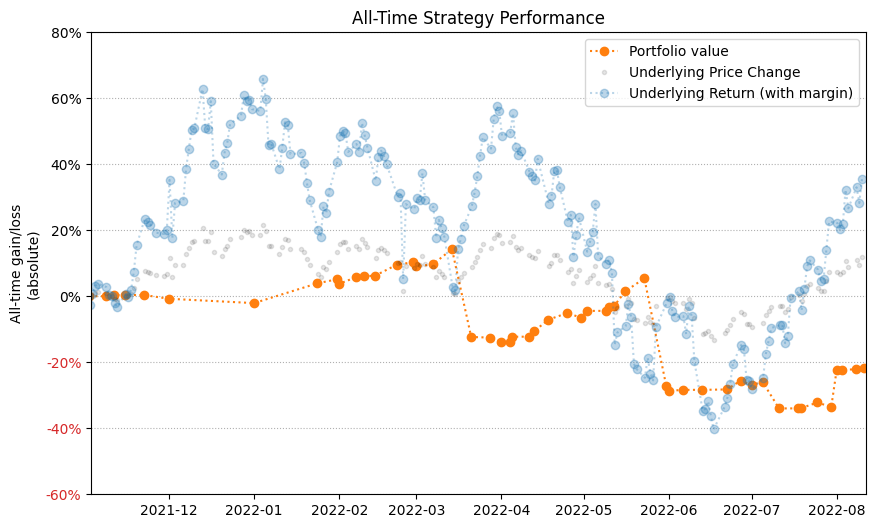 All-Time Strategy Performance
80%
60%
40%
20%
0%
-20%
-40%
-60%
All-time gain/loss
(absolute)
Portfolio value
Underlying Price Change
Underlying Return (with margin)
2021-12
2022-01
2022-02
2022-03
2022-04
2022-05
2022-06
2022-07
2022-08